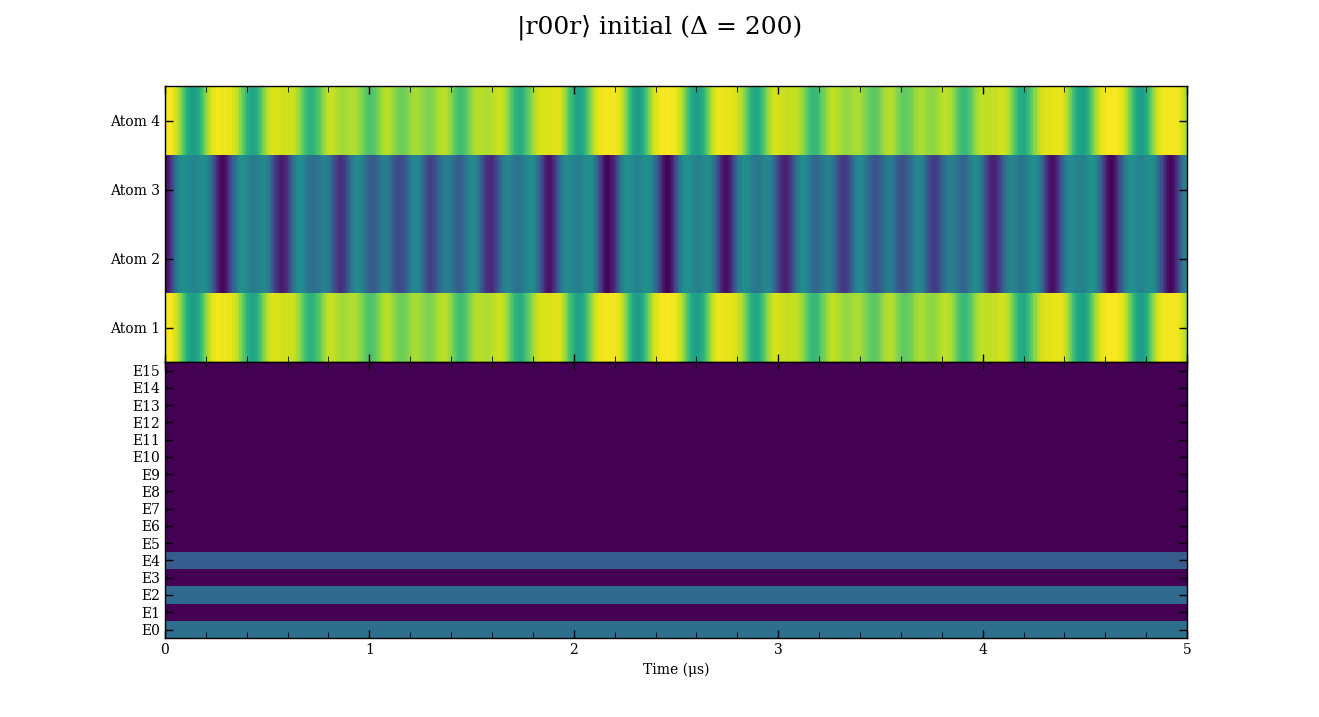 |r00r⟩ initial (Δ = 200)
Atom 4
Atom 3
Atom 2
Atom 1
E15
E14
E13
E12
E11
E10
E9
E8
E7
E6
E5
E4
E3
E2
E1
E0
0 1 2 3 4 5
Time (μs)